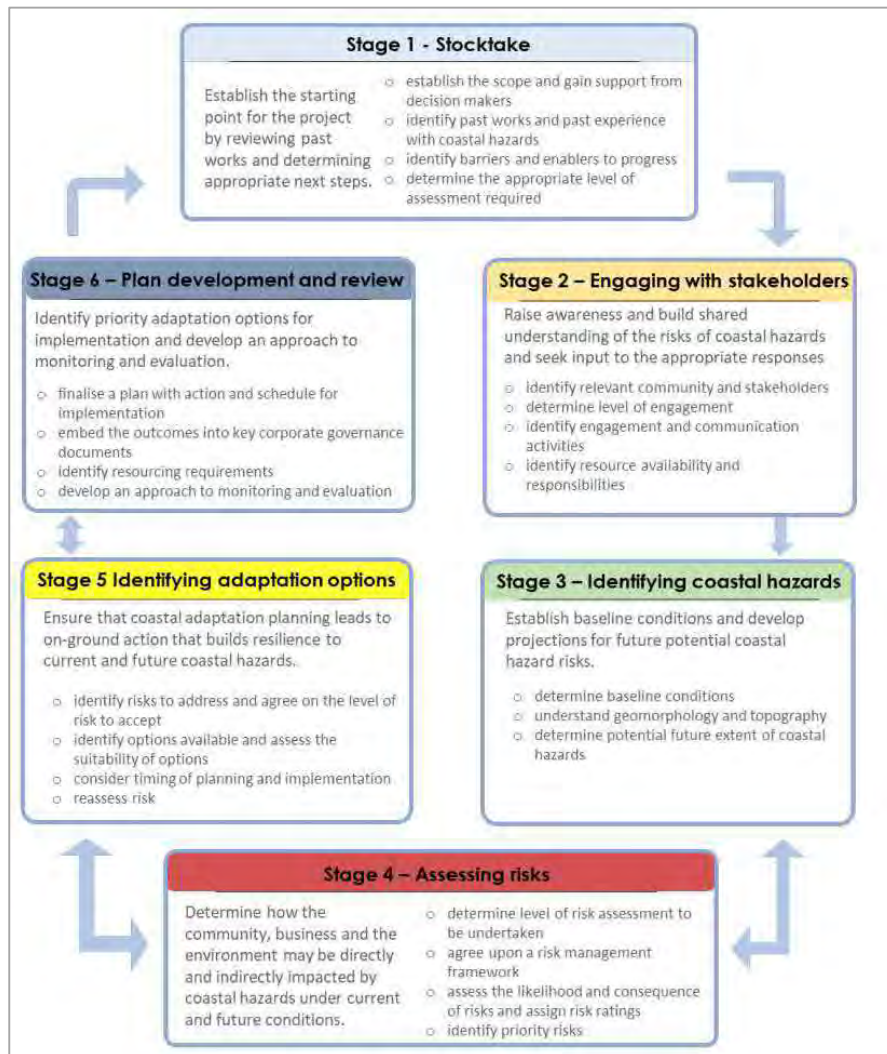 Stage 1 - Stocktake
Establish the starting
point for the project
by reviewing past
works and determining
appropriate next steps.
○ establish the scope and gain support from
decision makers
○ identify past works and past experience
with coastal hazards
○ identify barriers and enablers to progress
○ determine the appropriate level of
assessment required
Stage 2 – Engaging with stakeholders
Raise awareness and build shared
understanding of the risks of coastal hazards
and seek input to the appropriate responses
○ identify relevant community and stakeholders
○ determine level of engagement
○ identify engagement and communication
activities
○ identify resource availability and
responsibilities
Stage 3 – Identifying coastal hazards
Establish baseline conditions and develop
projections for future potential coastal
hazard risks.
○ determine baseline conditions
○ understand geomorphology and topography
○ determine potential future extent of coastal
hazards
Stage 4 – Assessing risks
Determine how the
community, business and the
environment may be directly
and indirectly impacted by
coastal hazards under current
and future conditions.
○ determine level of risk assessment to
be undertaken
○ agree upon a risk management
framework
○ assess the likelihood and consequence
of risks and assign risk ratings
○ identify priority risks
Stage 5 Identifying adaptation options
Ensure that coastal adaptation planning leads to
on-ground action that builds resilience to
current and future coastal hazards.
○ identify risks to address and agree on the level of
risk to accept
○ identify options available and assess the
suitability of options
○ consider timing of planning and implementation
○ reassess risk
Stage 6 – Plan development and review
Identify priority adaptation options for
implementation and develop an approach to
monitoring and evaluation.
○ finalise a plan with action and schedule for
implementation
○ embed the outcomes into key corporate governance
documents
○ identify resourcing requirements
○ develop an approach to monitoring and evaluation